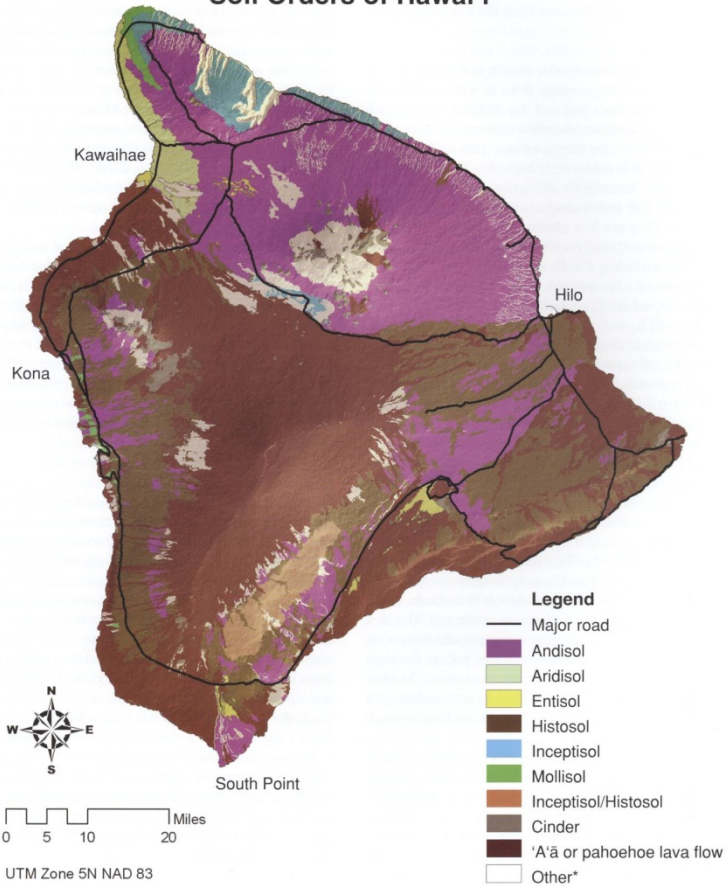 Kawaihae
Hilo
Kona
South Point
N
W E
S
Miles
0 5 10 20
UTM Zone 5N NAD 83
Legend
Major road
Andisol
Aridisol
Entisol
Histosol
Inceptisol
Mollisol
Inceptisol/Histosol
Cinder
'A'ā or pahoehoe lava flow
Other*